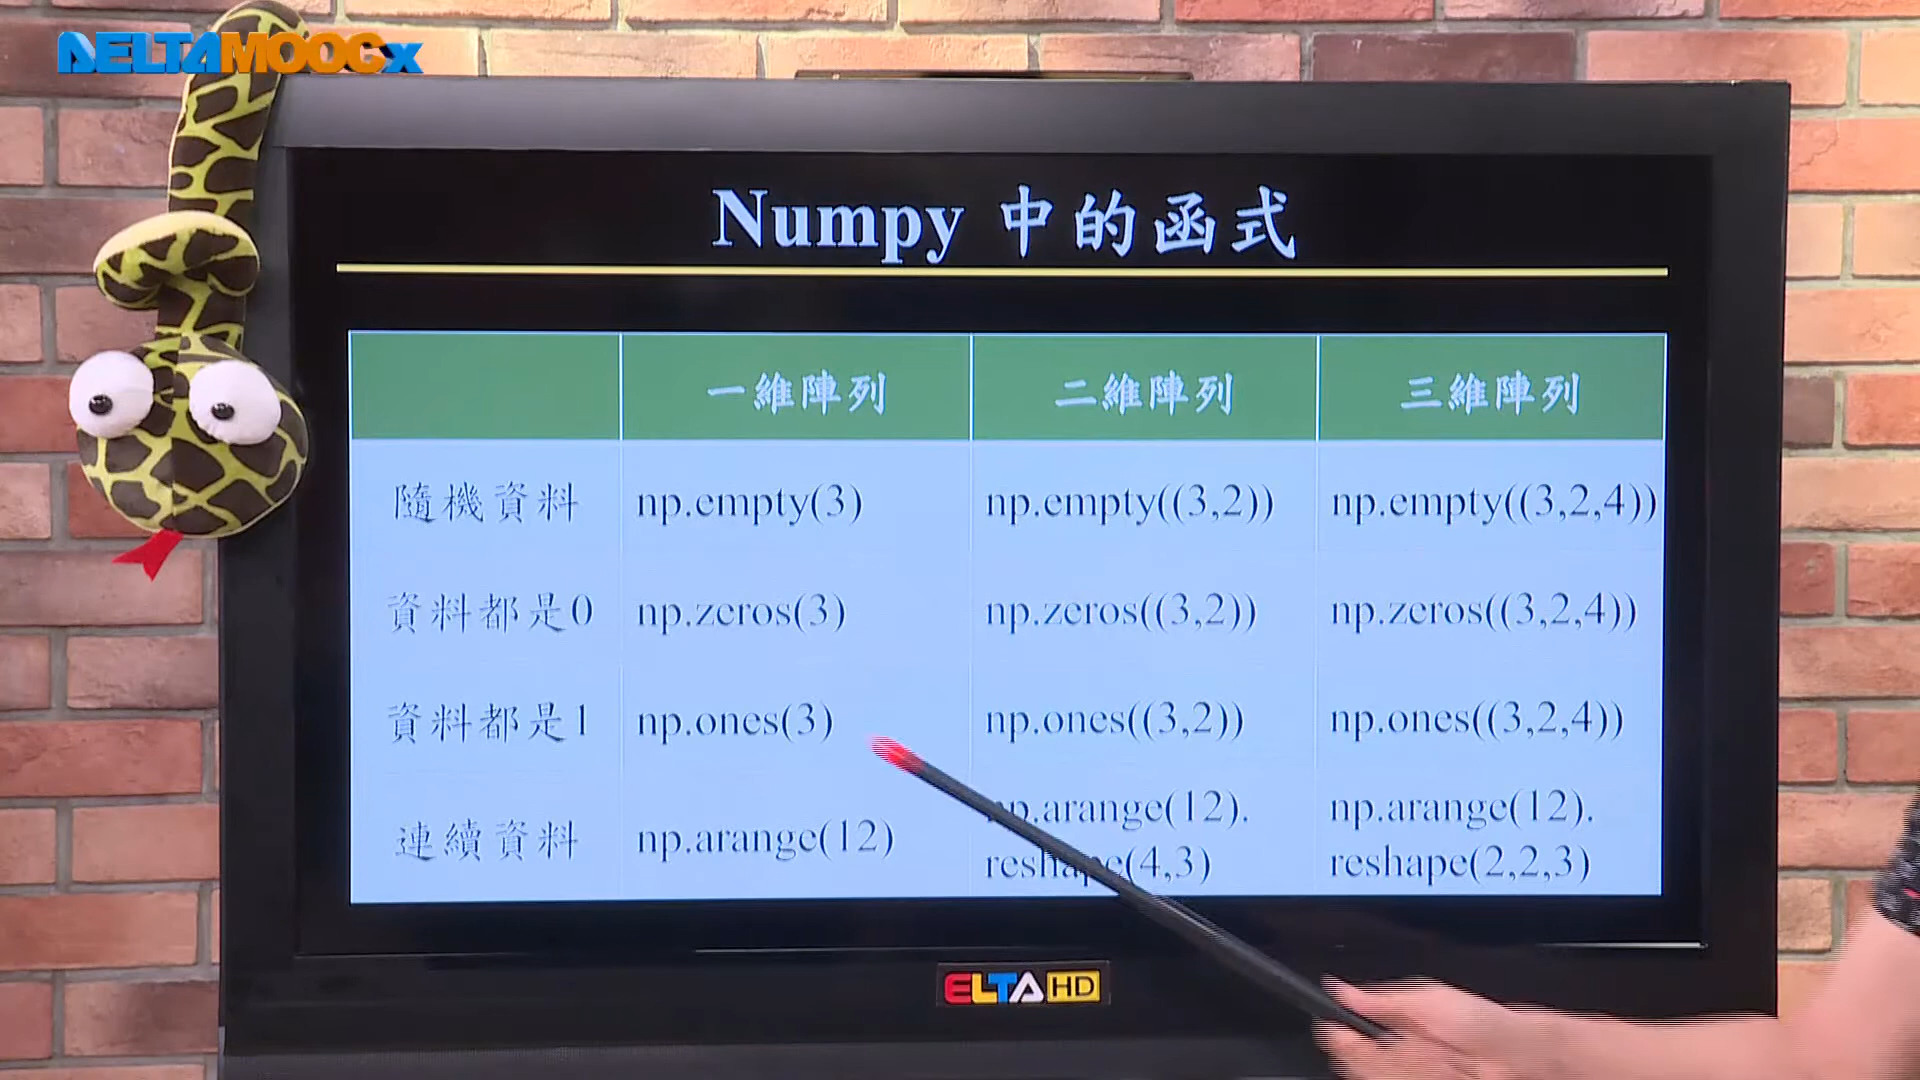 DELTAMOOCx
Numpy 中的函式
一維陣列 二維陣列 三維陣列
隨機資料 np.empty(3) np.empty((3,2)) np.empty((3,2,4))
資料都是0 np.zeros(3) np.zeros((3,2)) np.zeros((3,2,4))
資料都是1 np.ones(3) np.ones((3,2)) np.ones((3,2,4))
連續資料 np.arange(12) np.arange(12). np.arange(12).
reshape(4,3) reshape(2,2,3)
ELTA HD